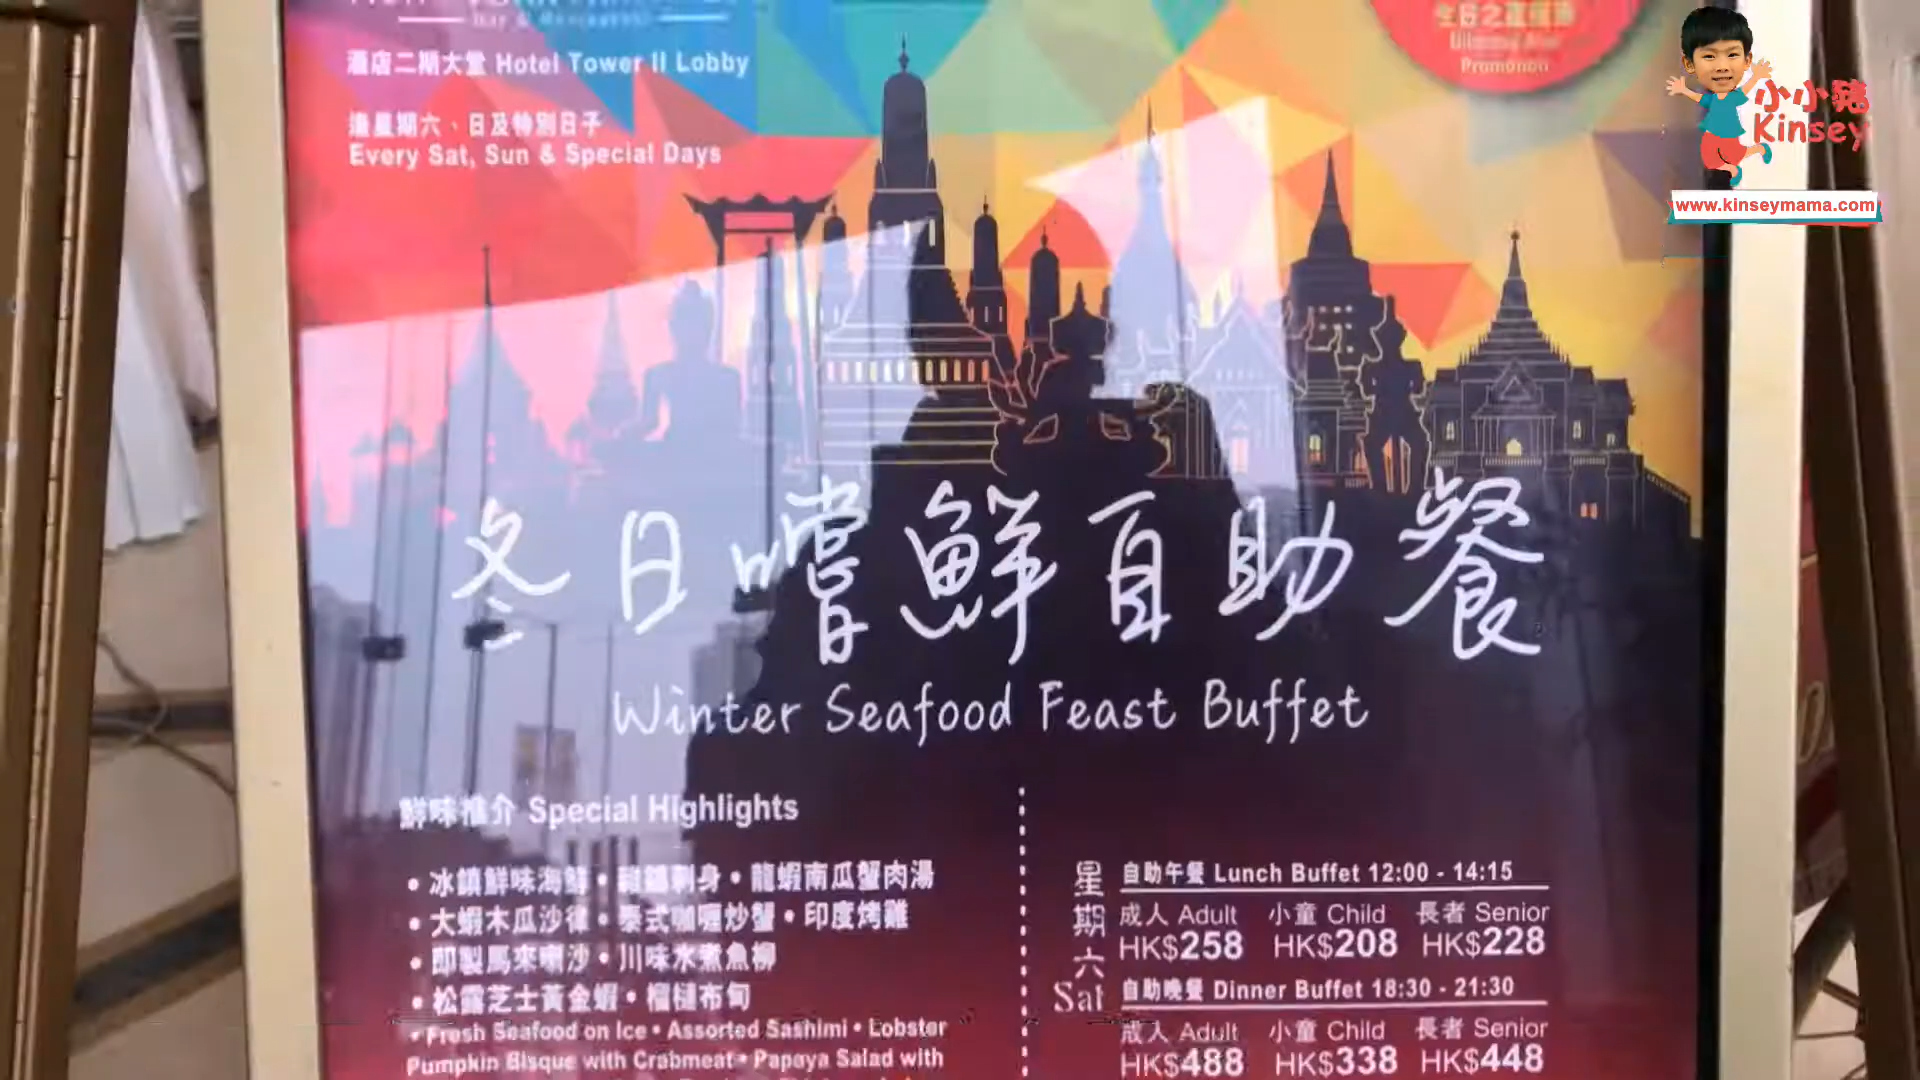 酒店二期大堂 Hotel Tower II Lobby
逢星期六、日及特別日子
Every Sat, Sun & Special Days
Promotion
小小豬
Kinsey
www.kinseymama.com
冬日嚐鮮自助餐
Winter Seafood Feast Buffet
鮮味推介 Special Highlights
• 冰鎮鮮味海鮮 • 雜錦刺身 • 龍蝦南瓜蟹肉湯
• 大蝦木瓜沙律 • 泰式咖喱炒蟹 • 印度烤雞
• 即製馬來喇沙 • 川味水煮魚柳
• 松露芝士黃金蝦 • 榴槤布甸
• Fresh Seafood on Ice • Assorted Sashimi • Lobster
Pumpkin Bisque with Crabmeat • Papaya Salad with
星期六
Sat
自助午餐 Lunch Buffet 12:00 - 14:15
成人 Adult 小童 Child 長者 Senior
HK$258 HK$208 HK$228
自助晚餐 Dinner Buffet 18:30 - 21:30
成人 Adult 小童 Child 長者 Senior
HK$488 HK$338 HK$448